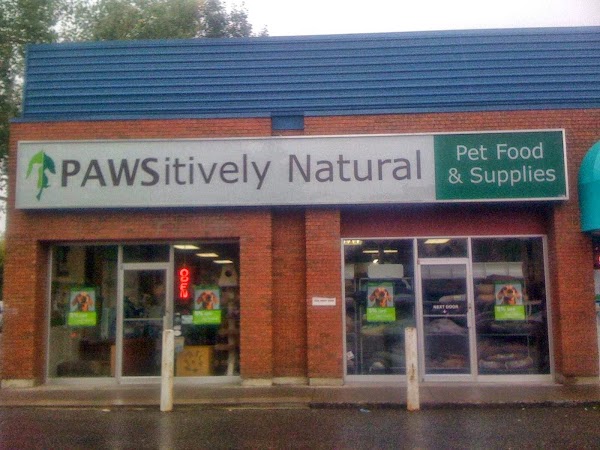 PAWSitively Natural
Pet Food
& Supplies
OPEN
NEXT DOOR